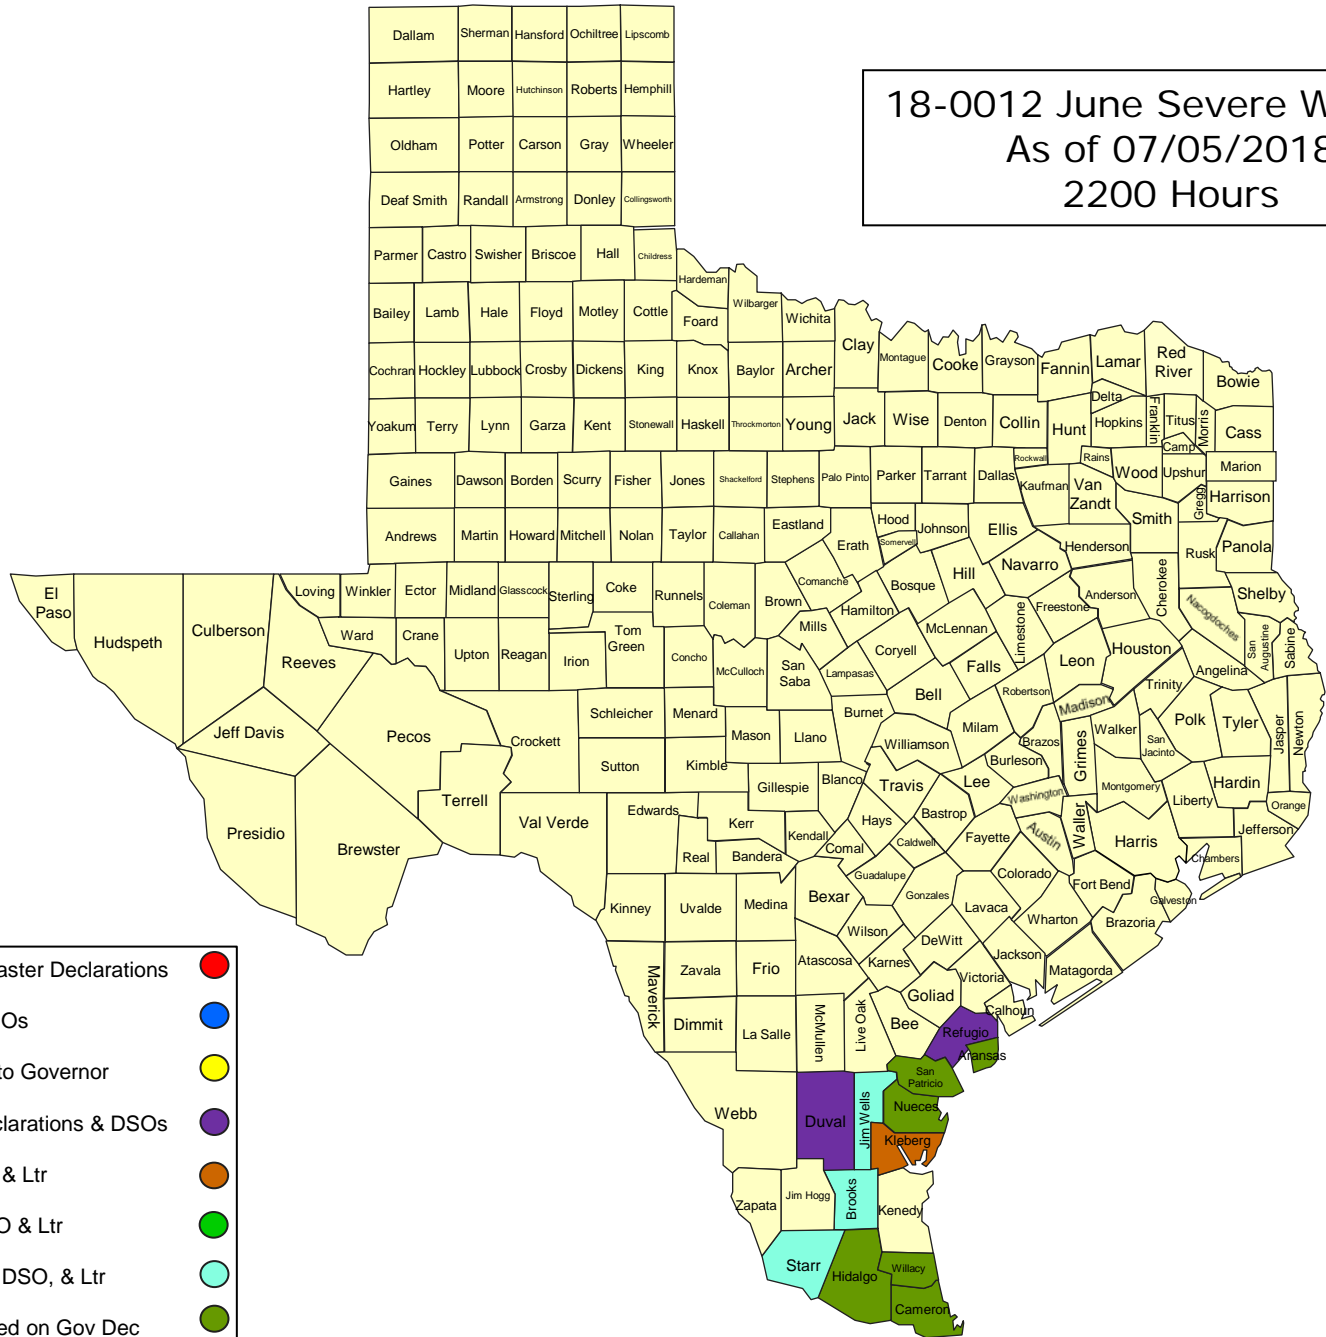 Dallam Sherman Hansford Ochiltree Lipscomb
Hartley Moore Hutchinson Roberts Hemphill
18-0012 June Severe W
As of 07/05/2018
2200 Hours
Oldham Potter Carson Gray Wheeler
Deaf Smith Randall Armstrong Donley Collingsworth
Parmer Castro Swisher Briscoe Hall Childress
Hardeman
Bailey Lamb Hale Floyd Motley Cottle Foard Wilbarger Wichita
Clay Montague Cooke Grayson Fannin Lamar Red
River
Bowie
Cochran Hockley Lubbock Crosby Dickens King Knox Baylor Archer
Delta
Yoakum Terry Lynn Garza Kent Stonewall Haskell Throckmorton Young Jack Wise Denton Collin Hunt Hopkins Franklin Titus Morris Cass
Camp
Gaines Dawson Borden Scurry Fisher Jones Shackelford Stephens Palo Pinto Parker Tarrant Dallas Rockwall Rains Wood Upshur Marion
Kaufman Van
Zandt
Gregg Harrison
Andrews Martin Howard Mitchell Nolan Taylor Callahan Eastland Hood Johnson Ellis Smith
Erath Somervell Henderson Rusk Panola
El
Paso
Loving Winkler Ector Midland Glasscock Sterling Coke Runnels Coleman Brown Comanche Bosque Hill Navarro Anderson Cherokee Shelby
Hamilton Limestone Freestone Nacogdoches
Hudspeth Culberson Ward Crane Tom
Green
Mills McLennan San
Augustine
Sabine
Reeves Upton Reagan Irion Concho McCulloch San
Saba
Lampasas Coryell Falls Leon Houston Angelina
Trinity
Bell Robertson Madison
Schleicher Menard Burnet
Jeff Davis Pecos Crockett Mason Llano Milam Walker San
Jacinto
Polk Tyler Jasper Newton
Williamson Brazos Grimes
Sutton Kimble Burleson
Gillespie Blanco Travis Lee Washington Montgomery Hardin
Terrell Liberty Orange
Presidio Brewster Val Verde Edwards Kerr Kendall Hays Bastrop Austin Waller Harris Jefferson
Real Bandera Comal Caldwell Fayette Chambers
Guadalupe Colorado Fort Bend
Kinney Uvalde Medina Bexar Gonzales Lavaca Galveston
Wharton Brazoria
Wilson DeWitt
Maverick Zavala Frio Atascosa Karnes Jackson Matagorda
Victoria
Goliad
Dimmit La Salle McMullen Live Oak Bee Calhoun
Refugio
Aransas
San
Patricio
Webb Duval Jim Wells Nueces
Kleberg
Zapata Jim Hogg Brooks Kenedy
Starr Hidalgo Willacy
Cameron
aster Declarations
Os
to Governor
clarations & DSOs
& Ltr
O & Ltr
DSO, & Ltr
ed on Gov Dec